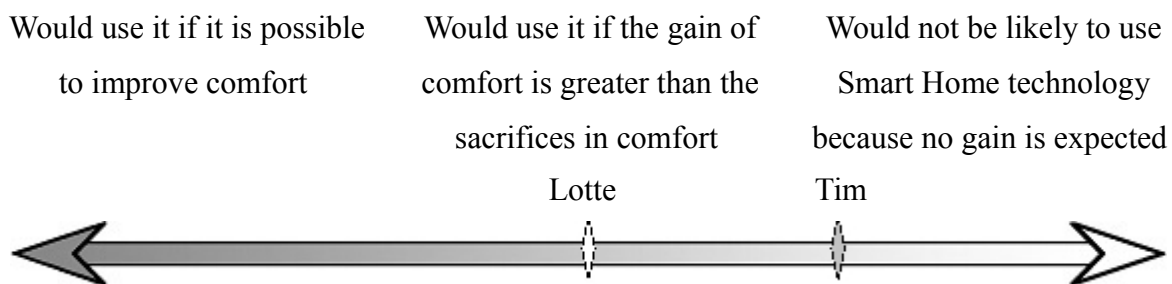 Would use it if it is possible
to improve comfort
Would use it if the gain of
comfort is greater than the
sacrifices in comfort
Would not be likely to use
Smart Home technology
because no gain is expected
Lotte
Tim